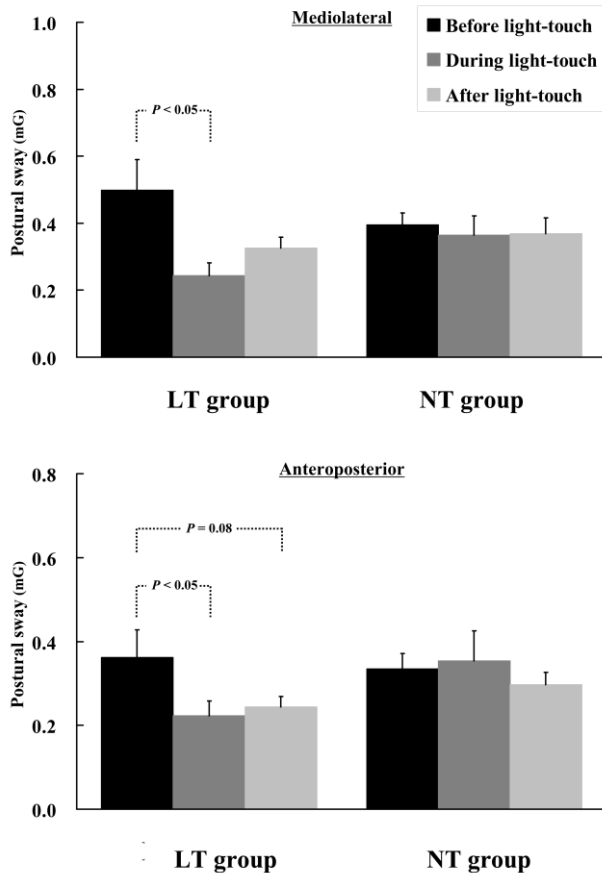 Mediolateral
Before light-touch
During light-touch
After light-touch
Postural sway (mG)
1.0
0.8
0.6
0.4
0.2
0.0
P < 0.05
LT group
NT group
Anteroposterior
Postural sway (mG)
0.8
0.6
0.4
0.2
0.0
P = 0.08
P < 0.05
LT group
NT group